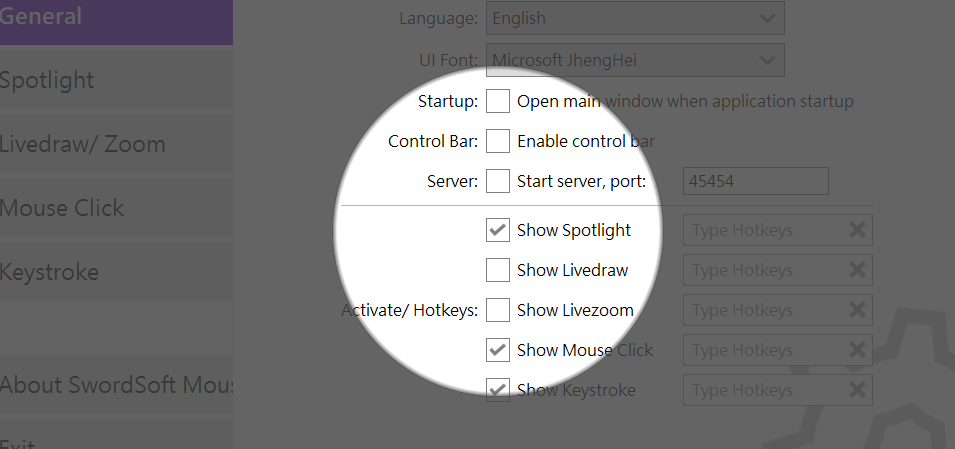 General
Spotlight
Livedraw/ Zoom
Mouse Click
Keystroke
About SwordSoft Mous
Exit
Language: English
UI Font: Microsoft JhengHei
Startup: Open main window when application startup
Control Bar: Enable control bar
Server: Start server, port: 45454
Show Spotlight Type Hotkeys
Show Livedraw Type Hotkeys
Activate/ Hotkeys: Show Livezoom Type Hotkeys
Show Mouse Click Type Hotkeys
Show Keystroke Type Hotkeys